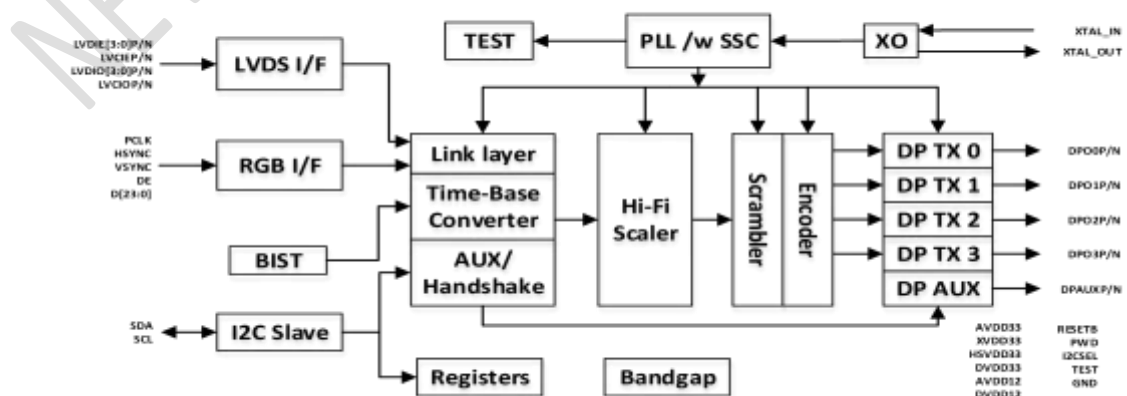 LVDIE[3:0]P/N
LVCIEP/N
LVDIO[3:0]P/N
LVCIOP/N
LVDS I/F
TEST
PLL /w SSC
XO
XTAL_IN
XTAL_OUT
PCLK
HSYNC
VSYNC
DE
D[23:0]
RGB I/F
BIST
SDA
SCL
I2C Slave
Link layer
Time-Base
Converter
AUX/
Handshake
Registers
Hi-Fi
Scaler
Bandgap
Scrambler
Encoder
DP TX 0
DP TX 1
DP TX 2
DP TX 3
DP AUX
DPO0P/N
DPO1P/N
DPO2P/N
DPO3P/N
DPAUXP/N
AVDD33
XVDD33
HSVDD33
DVDD33
AVDD12
DVDD12
RESETB
PWD
I2CSEL
TEST
GND